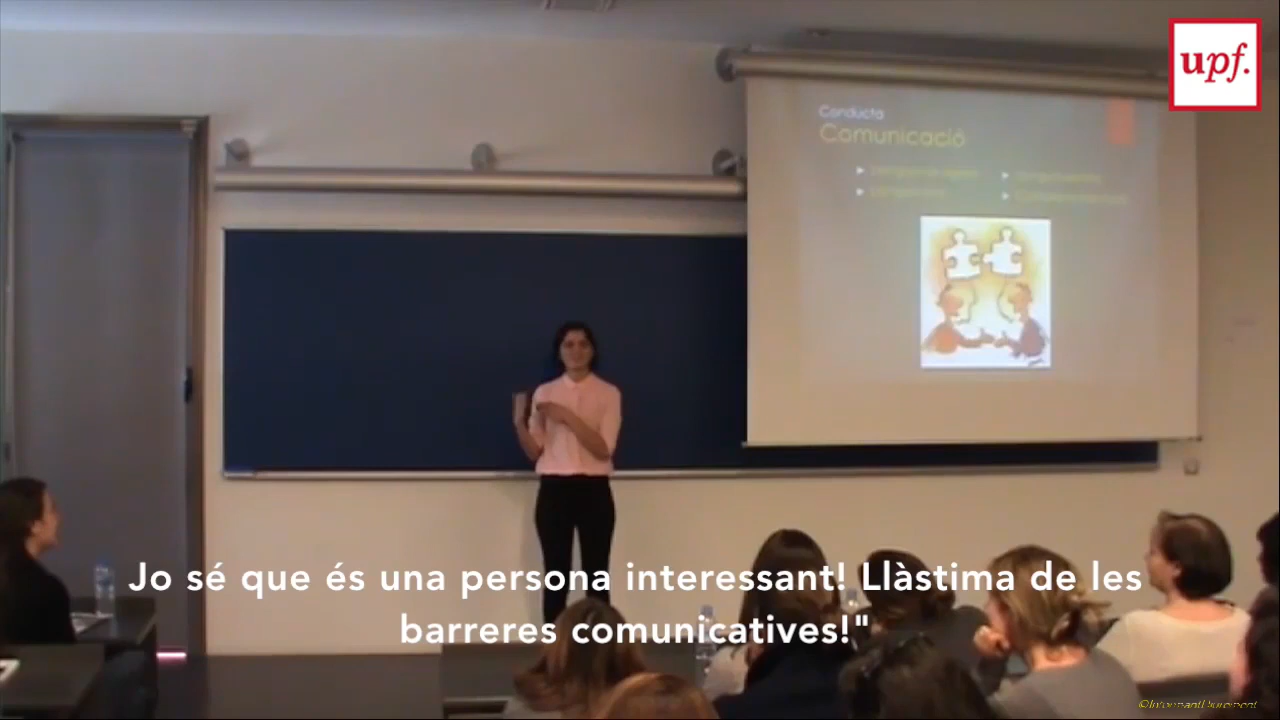 upf.
Conducta
Comunicació
Jo sé que és una persona interessant! Llàstima de les
barreres comunicatives!"